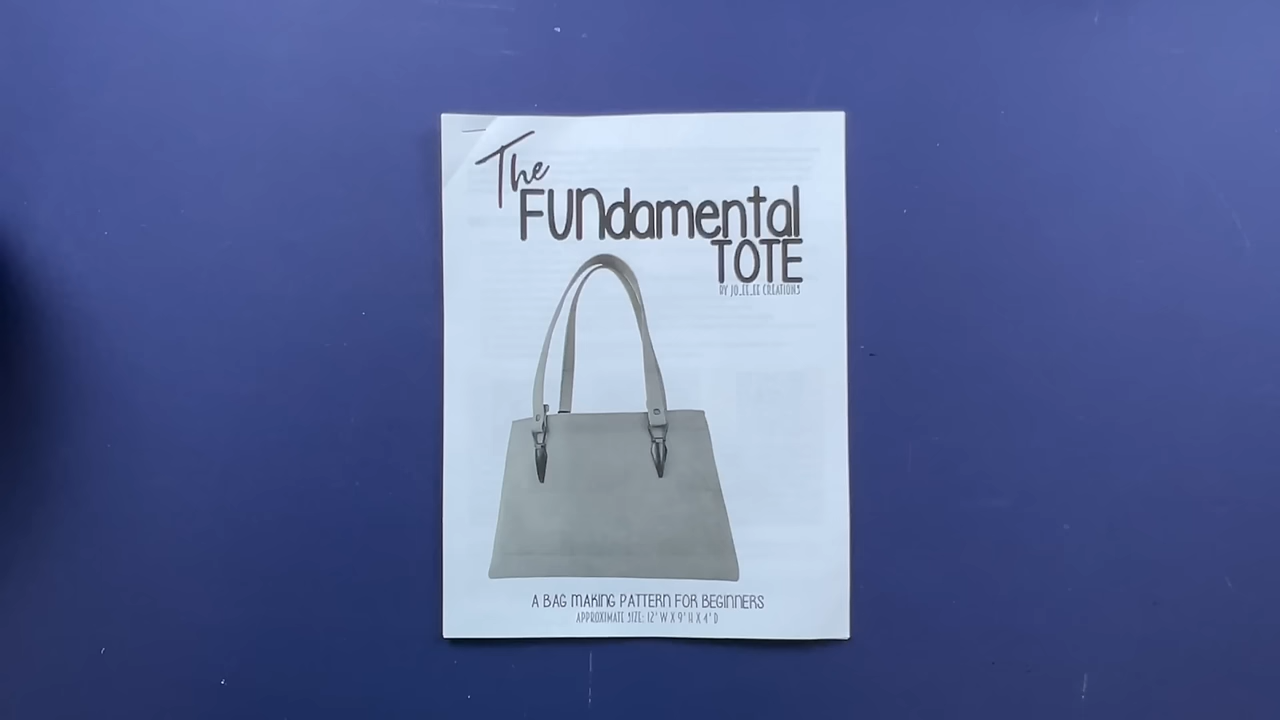 The
FUNdamental
TOTE
BY JO_EE_EE CREATIONS
A BAG MAKING PATTERN FOR BEGINNERS
APPROXIMATE SIZE: 12" W X 9" H X 4" D